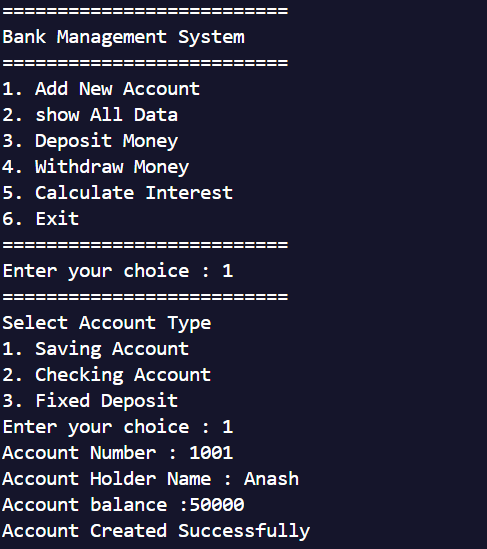 ==========================
Bank Management System
==========================
1. Add New Account
2. show All Data
3. Deposit Money
4. Withdraw Money
5. Calculate Interest
6. Exit
==========================
Enter your choice : 1
==========================
Select Account Type
1. Saving Account
2. Checking Account
3. Fixed Deposit
Enter your choice : 1
Account Number : 1001
Account Holder Name : Anash
Account balance :50000
Account Created Successfully